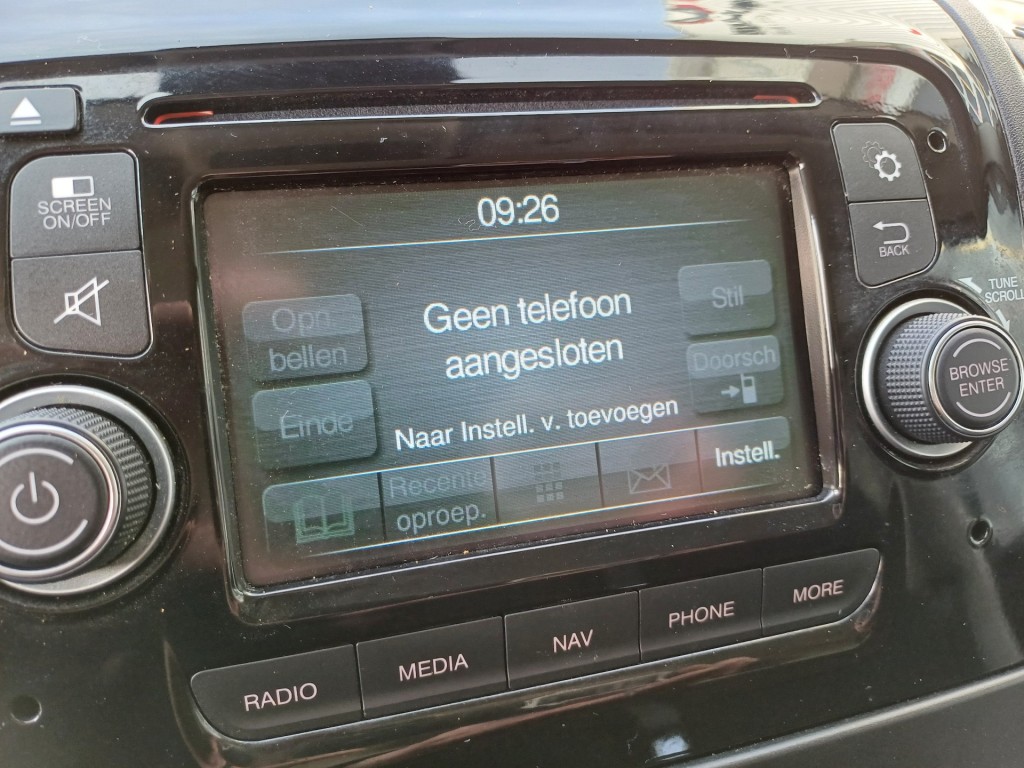 SCREEN
ON/OFF
09:26
Geen telefoon
aangesloten
Naar Instell. v. toevoegen
Opn.
bellen
Einde
Stil
Doorsch
Recente
oproep.
Instell.
BACK
TUNE
SCROLL
BROWSE
ENTER
RADIO
MEDIA
NAV
PHONE
MORE